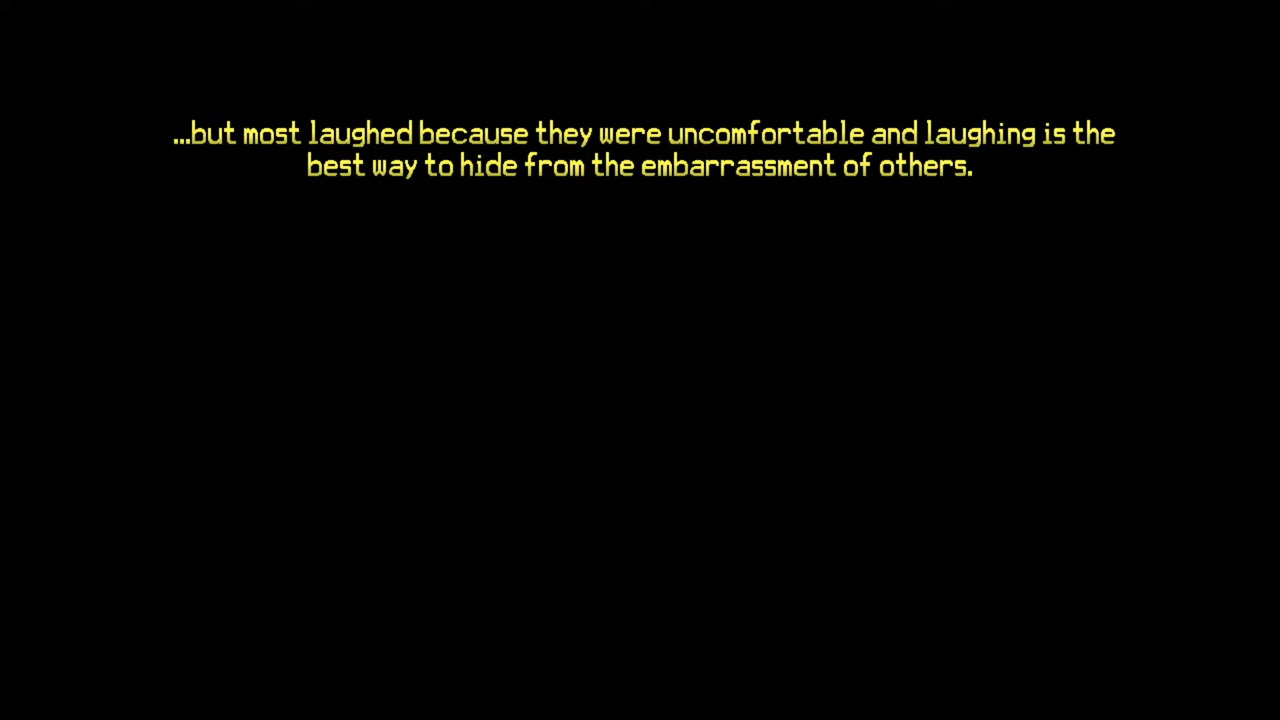 ...but most laughed because they were uncomfortable and laughing is the
best way to hide from the embarrassment of others.